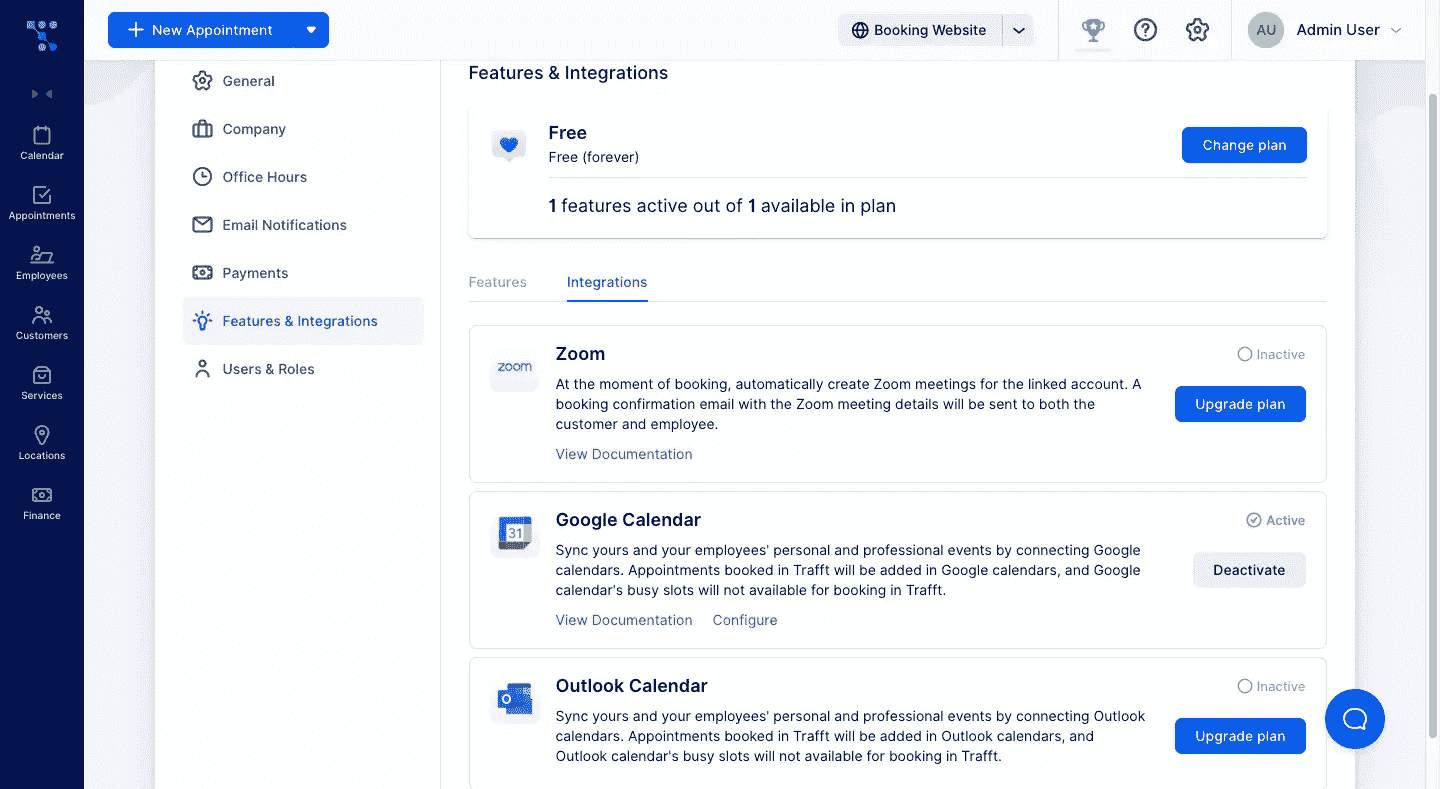 New Appointment
Booking Website
AU
Admin User
Calendar
Appointments
Employees
Customers
Services
Locations
Finance
General
Company
Office Hours
Email Notifications
Payments
Features & Integrations
Users & Roles
Features & Integrations
Free
Free (forever)
Change plan
1 features active out of 1 available in plan
Features
Integrations
zoom
Zoom
Inactive
At the moment of booking, automatically create Zoom meetings for the linked account. A
booking confirmation email with the Zoom meeting details will be sent to both the
customer and employee.
Upgrade plan
View Documentation
31
Google Calendar
Active
Sync yours and your employees' personal and professional events by connecting Google
calendars. Appointments booked in Trafft will be added in Google calendars, and Google
calendar's busy slots will not available for booking in Trafft.
Deactivate
View Documentation
Configure
O
Outlook Calendar
Inactive
Sync yours and your employees' personal and professional events by connecting Outlook
calendars. Appointments booked in Trafft will be added in Outlook calendars, and
Outlook calendar's busy slots will not available for booking in Trafft.
Upgrade plan